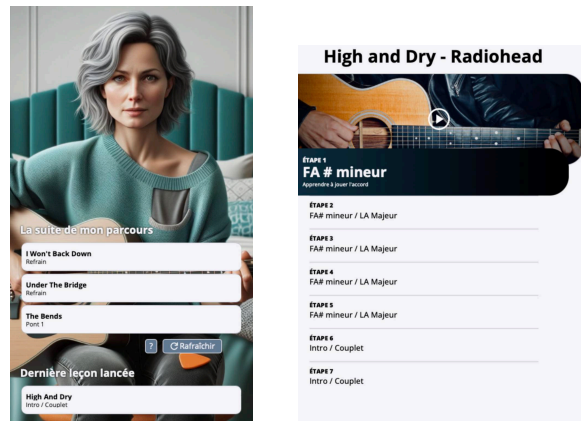 La suite de mon parcours
I Won't Back Down
Refrain
Under The Bridge
Refrain
The Bends
Pont 1
?
Rafraîchir
Dernière leçon lancée
High And Dry
Intro / Couplet
High and Dry - Radiohead
ÉTAPE 1
FA # mineur
Apprendre à jouer l'accord
ÉTAPE 2
FA# mineur / LA Majeur
ÉTAPE 3
FA# mineur / LA Majeur
ÉTAPE 4
FA# mineur / LA Majeur
ÉTAPE 5
FA# mineur / LA Majeur
ÉTAPE 6
Intro / Couplet
ÉTAPE 7
Intro / Couplet